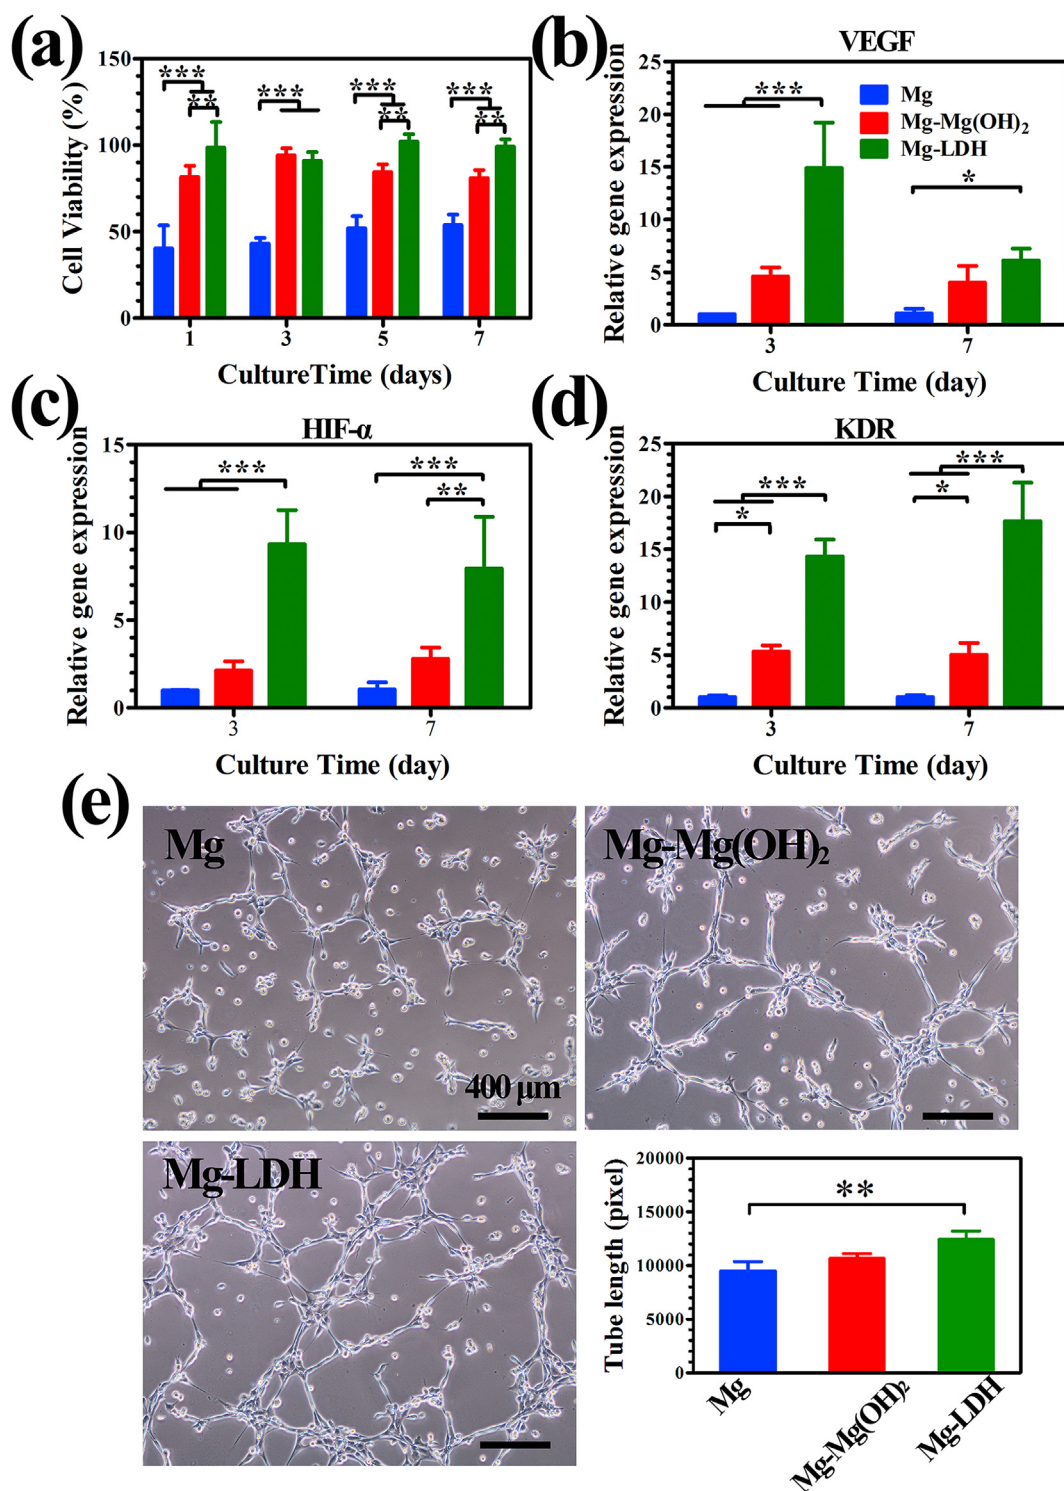 (a)
150
100
50
0
Cell Viability (%)
***
**
***
***
**
***
**
1 3 5 7
CultureTime (days)
(b)
VEGF
25
20
15
10
5
0
Relative gene expression
***
*
Mg
Mg-Mg(OH)₂
Mg-LDH
3 7
Culture Time (day)
(c)
HIF-α
15
10
5
0
Relative gene expression
***
***
**
3 7
Culture Time (day)
(d)
KDR
25
20
15
10
5
0
Relative gene expression
***
*
***
*
3 7
Culture Time (day)
(e)
Mg
400 μm
Mg-Mg(OH)₂
Mg-LDH
20000
15000
10000
5000
0
Tube length (pixel)
**
Mg
Mg-Mg(OH)₂
Mg-LDH